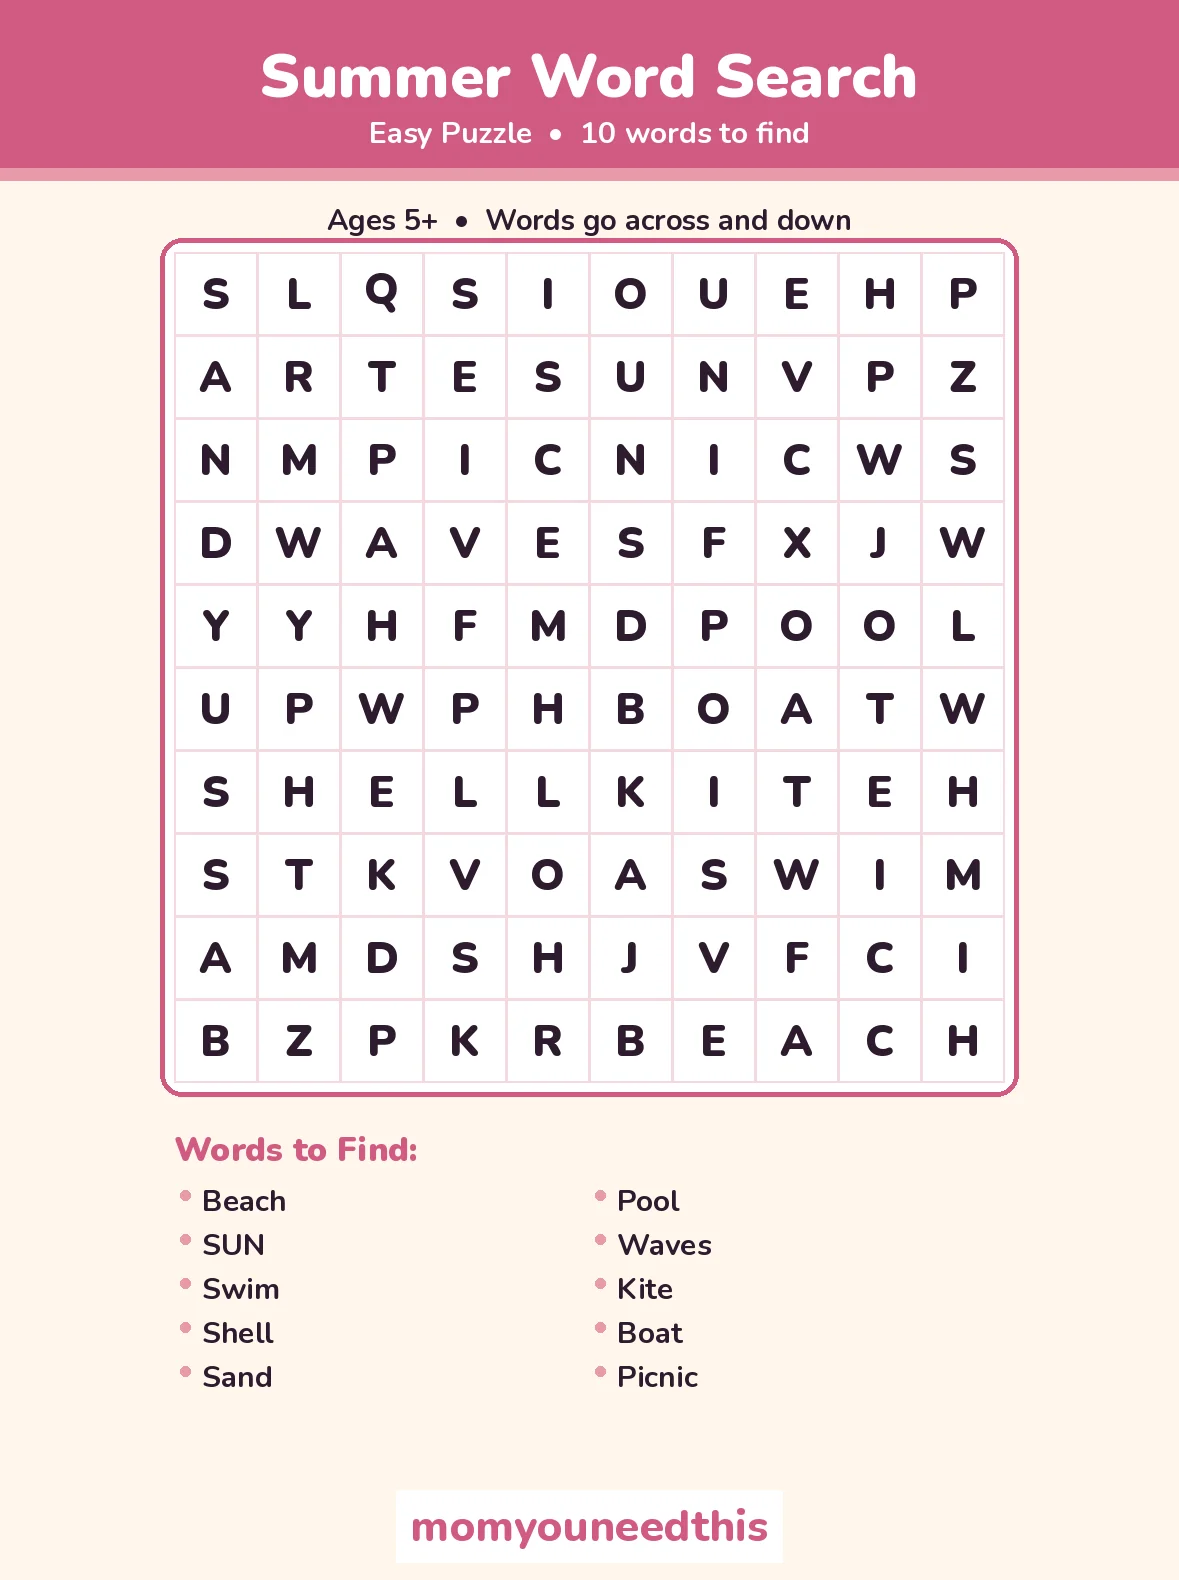 Summer Word Search
Easy Puzzle • 10 words to find
Ages 5+ • Words go across and down
S L Q S I O U E H P
A R T E S U N V P Z
N M P I C N I C W S
D W A V E S F X J W
Y Y H F M D P O O L
U P W P H B O A T W
S H E L L K I T E H
S T K V O A S W I M
A M D S H J V F C I
B Z P K R B E A C H
Words to Find:
• Beach
• SUN
• Swim
• Shell
• Sand
• Pool
• Waves
• Kite
• Boat
• Picnic
momyouneedthis